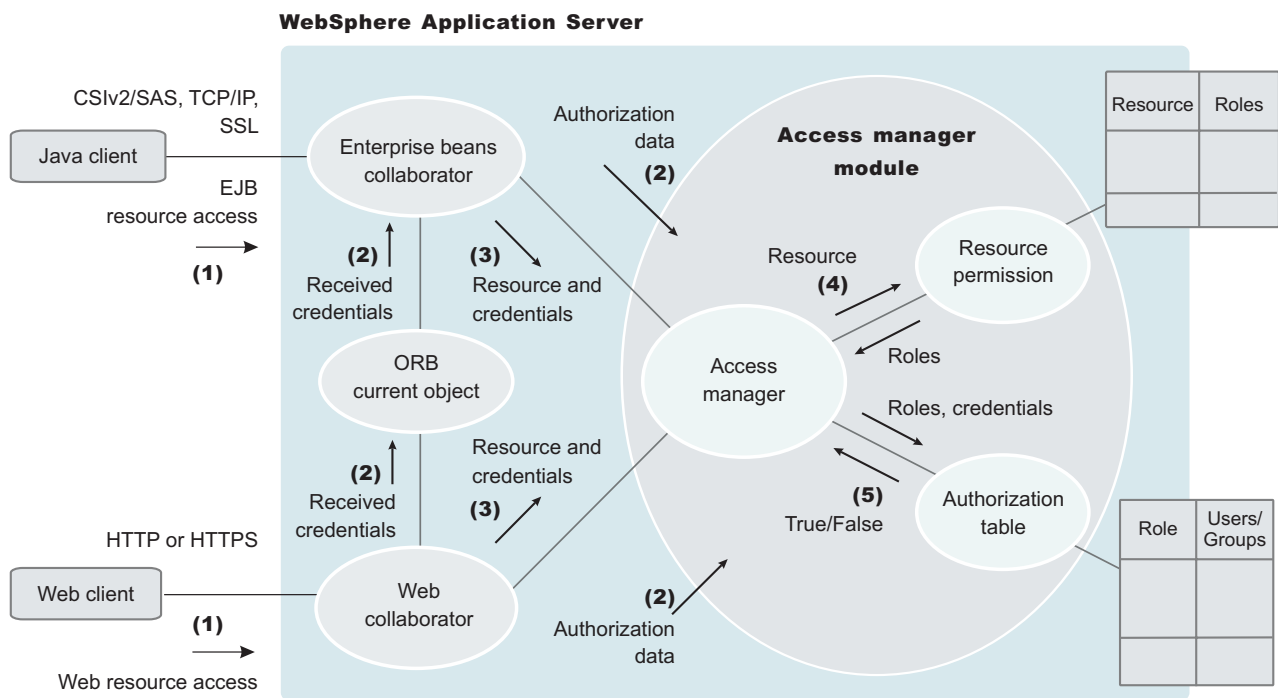 WebSphere Application Server
CSIv2/SAS, TCP/IP,
SSL
Java client
EJB
resource access
(1)
Enterprise beans
collaborator
(2)
Received
credentials
(3)
Resource and
credentials
Authorization
data
(2)
Access manager
module
Resource
Roles
Resource
(4)
Resource
permission
Roles
ORB
current object
Access
manager
Roles, credentials
(2)
Received
credentials
Resource and
credentials
(3)
(5)
True/False
Authorization
table
Role
Users/
Groups
HTTP or HTTPS
Web client
(1)
Web resource access
Web
collaborator
(2)
Authorization
data